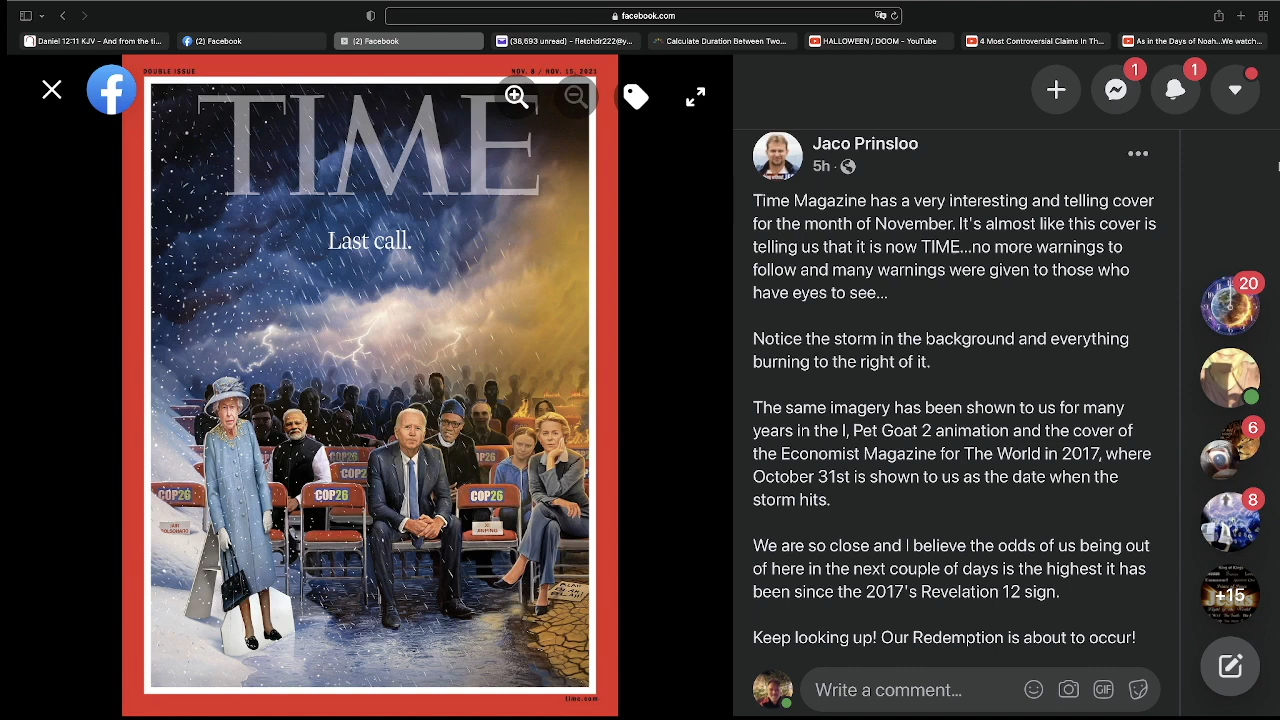 facebook.com
Daniel 12:11 KJV - And from the ti...
(2) Facebook
(2) Facebook
(38,593 unread) - fletchdr222@y...
Calculate Duration Between Two...
HALLOWEEN / DOOM - YouTube
4 Most Controversial Claims In Th...
As in the Days of Noah...We watch...
DOUBLE ISSUE
NOV. 8 / NOV. 15, 2021
TIME
Last call.
COP26
COP26
COP26
COP26
COP26
JAIR
BOLSONARO
XI
JINPING
time.com
1
1
Jaco Prinsloo
5h ·
Time Magazine has a very interesting and telling cover
for the month of November. It's almost like this cover is
telling us that it is now TIME...no more warnings to
follow and many warnings were given to those who
have eyes to see...
Notice the storm in the background and everything
burning to the right of it.
The same imagery has been shown to us for many
years in the I, Pet Goat 2 animation and the cover of
the Economist Magazine for The World in 2017, where
October 31st is shown to us as the date when the
storm hits.
We are so close and I believe the odds of us being out
of here in the next couple of days is the highest it has
been since the 2017's Revelation 12 sign.
Keep looking up! Our Redemption is about to occur!
Write a comment...
GIF
20
6
8
+15